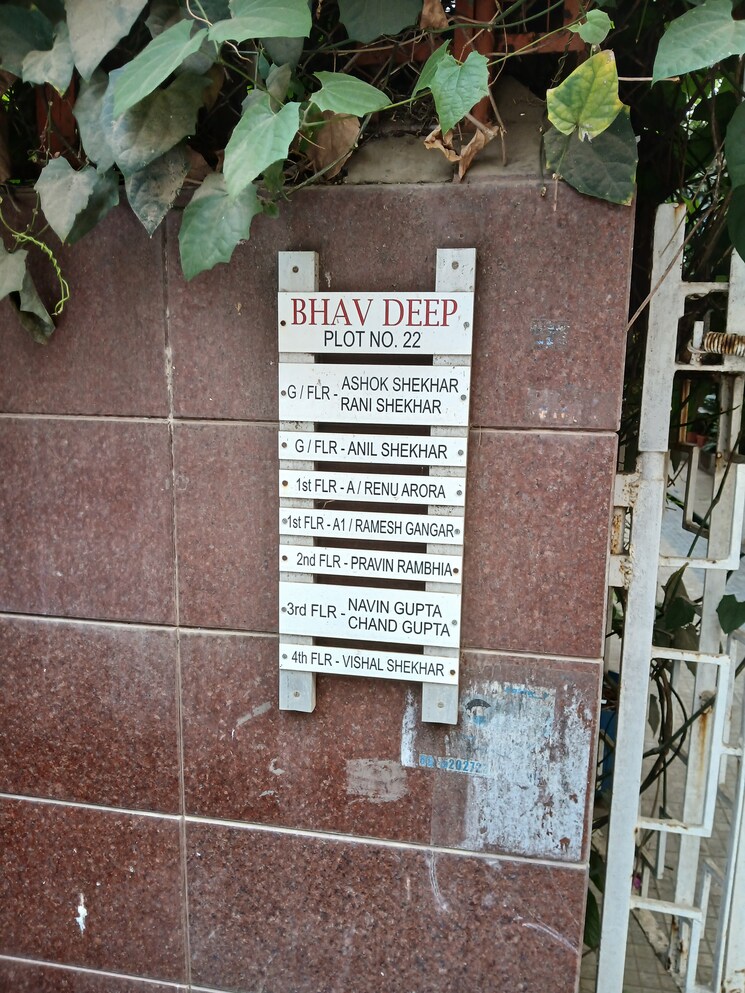 BHAV DEEP
PLOT NO. 22
G / FLR - ASHOK SHEKHAR
RANI SHEKHAR
G / FLR - ANIL SHEKHAR
1st FLR - A / RENU ARORA
1st FLR - A1 / RAMESH GANGAR
2nd FLR - PRAVIN RAMBHIA
3rd FLR - NAVIN GUPTA
CHAND GUPTA
4th FLR - VISHAL SHEKHAR